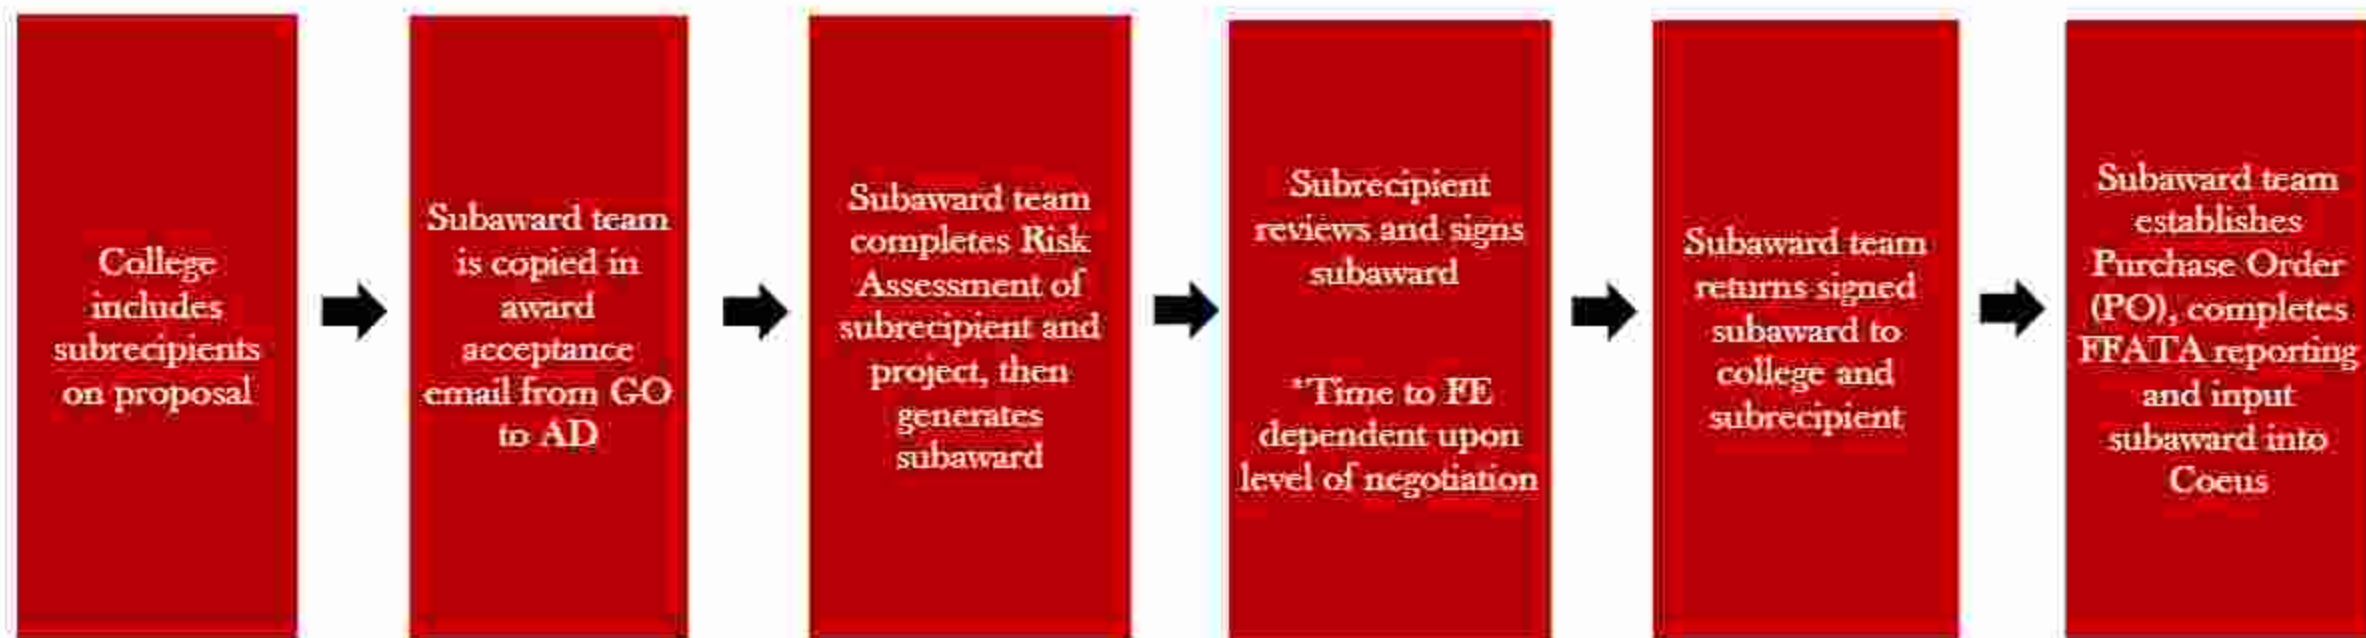 College
includes
subrecipients
on proposal
Subaward team
is copied in
award
acceptance
email from GO
to AD
Subaward team
completes Risk
Assessment of
subrecipient and
project, then
generates
subaward
Subrecipient
reviews and signs
subaward
*Time to FE
dependent upon
level of negotiation
Subaward team
returns signed
subaward to
college and
subrecipient
Subaward team
establishes
Purchase Order
(PO), completes
FFATA reporting
and input
subaward into
Coeus